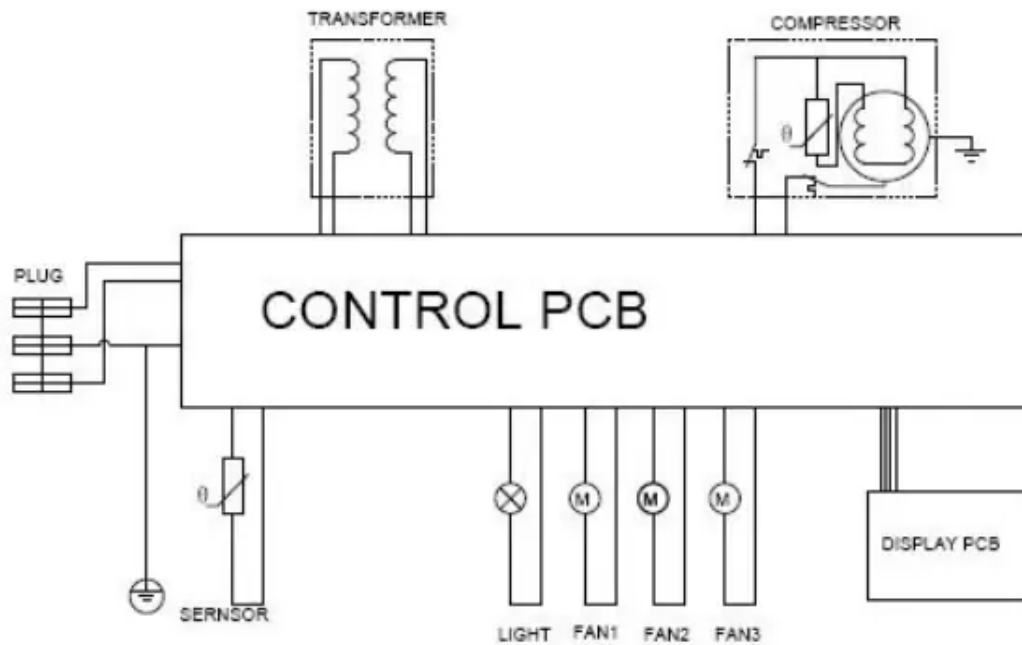 TRANSFORMER
COMPRESSOR
θ
PLUG
CONTROL PCB
θ
M
M
M
DISPLAY PCB
SERNSOR
LIGHT
FAN1
FAN2
FAN3